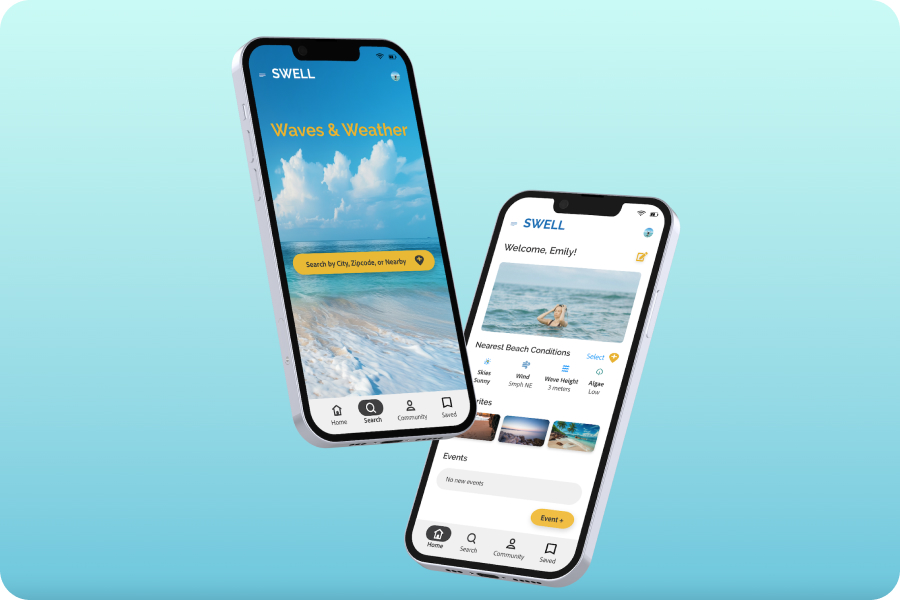 SWELL
Waves & Weather
Search by City, Zipcode, or Nearby
Home
Search
Community
Saved
SWELL
Welcome, Emily!
Nearest Beach Conditions
Select
Skies
Wind
Wave Height
Algae
Sunny
5mph NE
3 meters
Low
rites
Events
No new events
Event +
Home
Search
Community
Saved